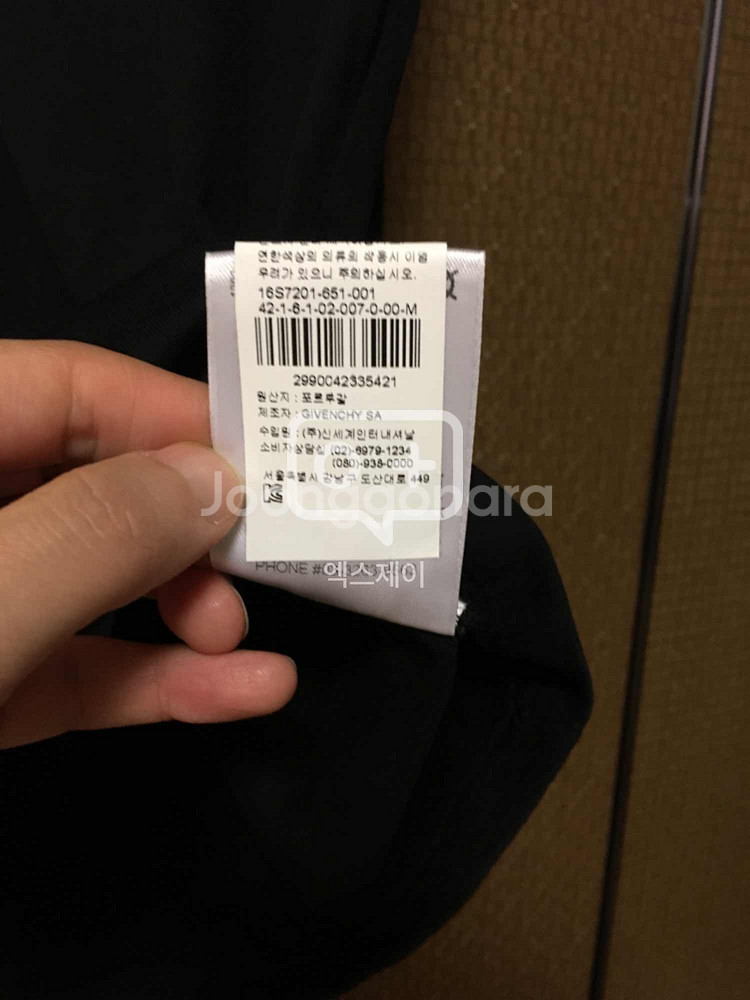 연한색상의 의류의 착용시 이염
우려가 있으니 주의하십시오.
16S7201-651-001
42-1-6-1-02-007-0-00-M
2990042335421
원산지 : 포르투갈
제조자 : GIVENCHY SA
수입원 : (주)신세계인터내셔날
소비자상담실 (02)-6979-1234
(080)-938-0000
서울특별시 강남구 도산대로 449
Joonggopara
PHONE #
엑스제이